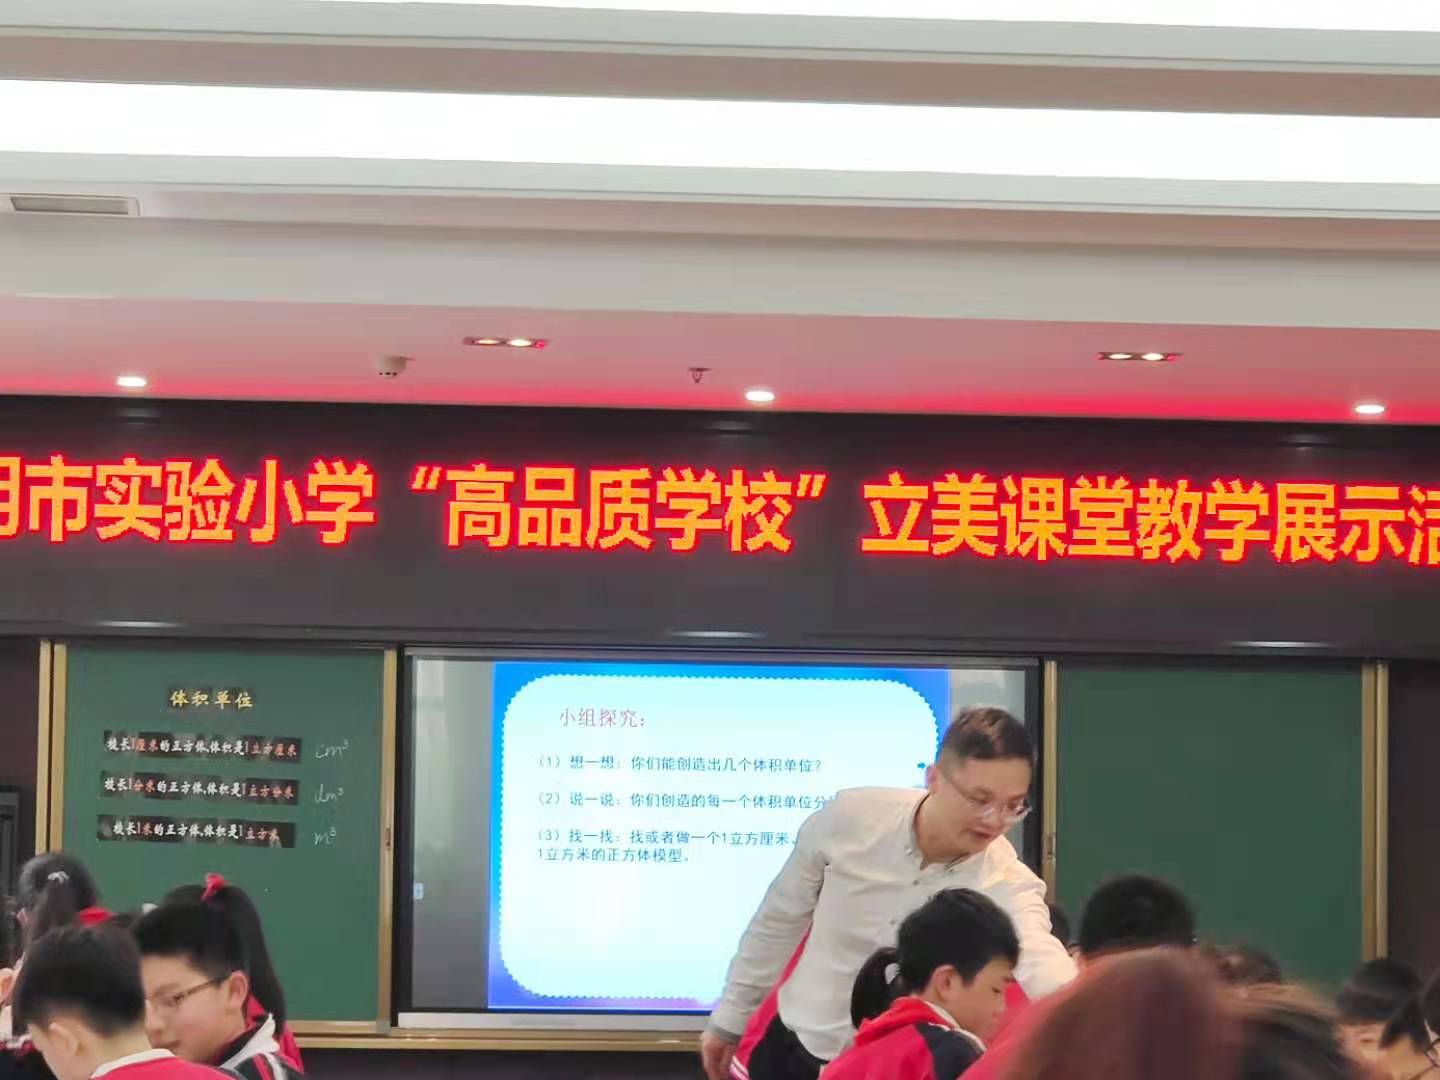 市实验小学“高品质学校”立美课堂教学展示
体积单位
棱长1厘米的正方体,体积是1立方厘米 cm³
棱长1分米的正方体,体积是1立方分米 dm³
棱长1米的正方体,体积是1立方米 m³
小组探究:
(1)想一想:你们能创造出几个体积单位?
(2)说一说:你们创造的每一个体积单位
(3)找一找:找或者做一个1立方厘米、
1立方米的正方体模型。